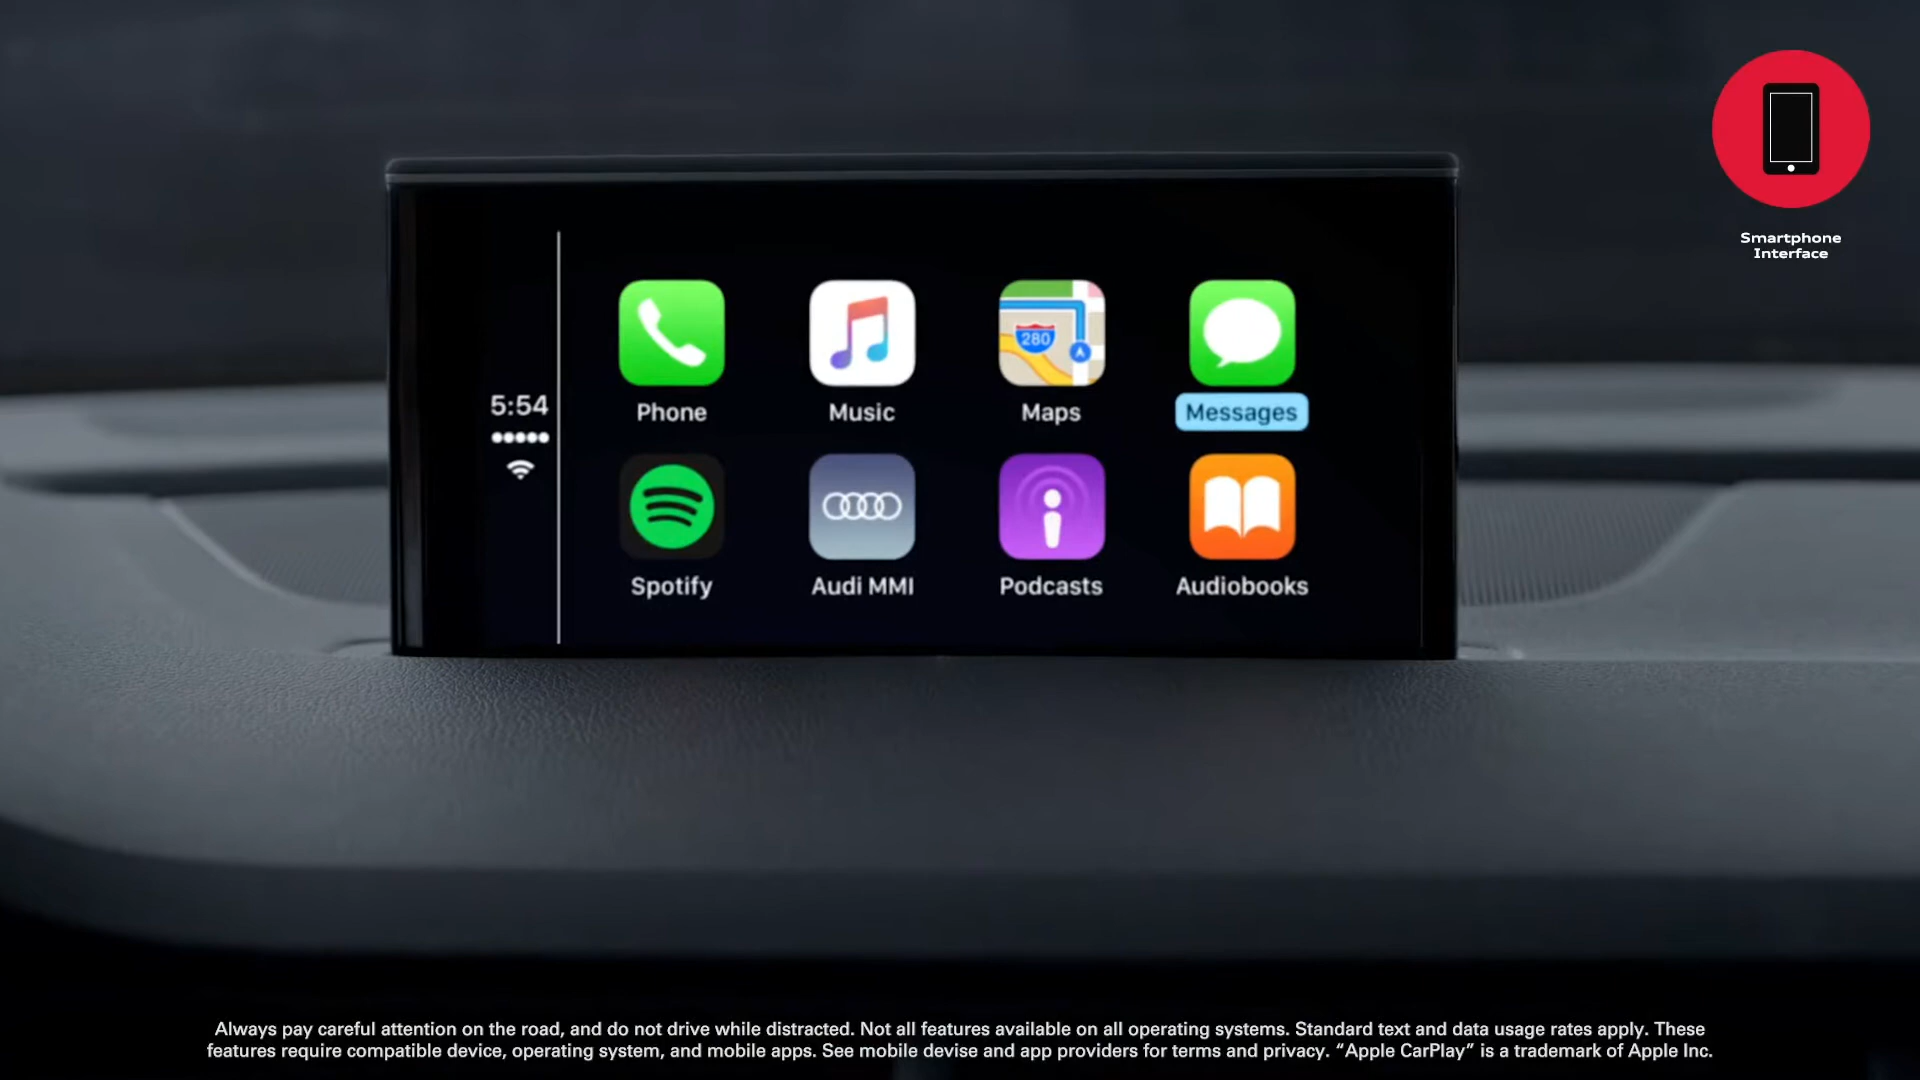 Smartphone
Interface
280
A
5:54
Phone
Music
Maps
Messages
Spotify
Audi MMI
Podcasts
Audiobooks
Always pay careful attention on the road, and do not drive while distracted. Not all features available on all operating systems. Standard text and data usage rates apply. These
features require compatible device, operating system, and mobile apps. See mobile devise and app providers for terms and privacy. “Apple CarPlay” is a trademark of Apple Inc.